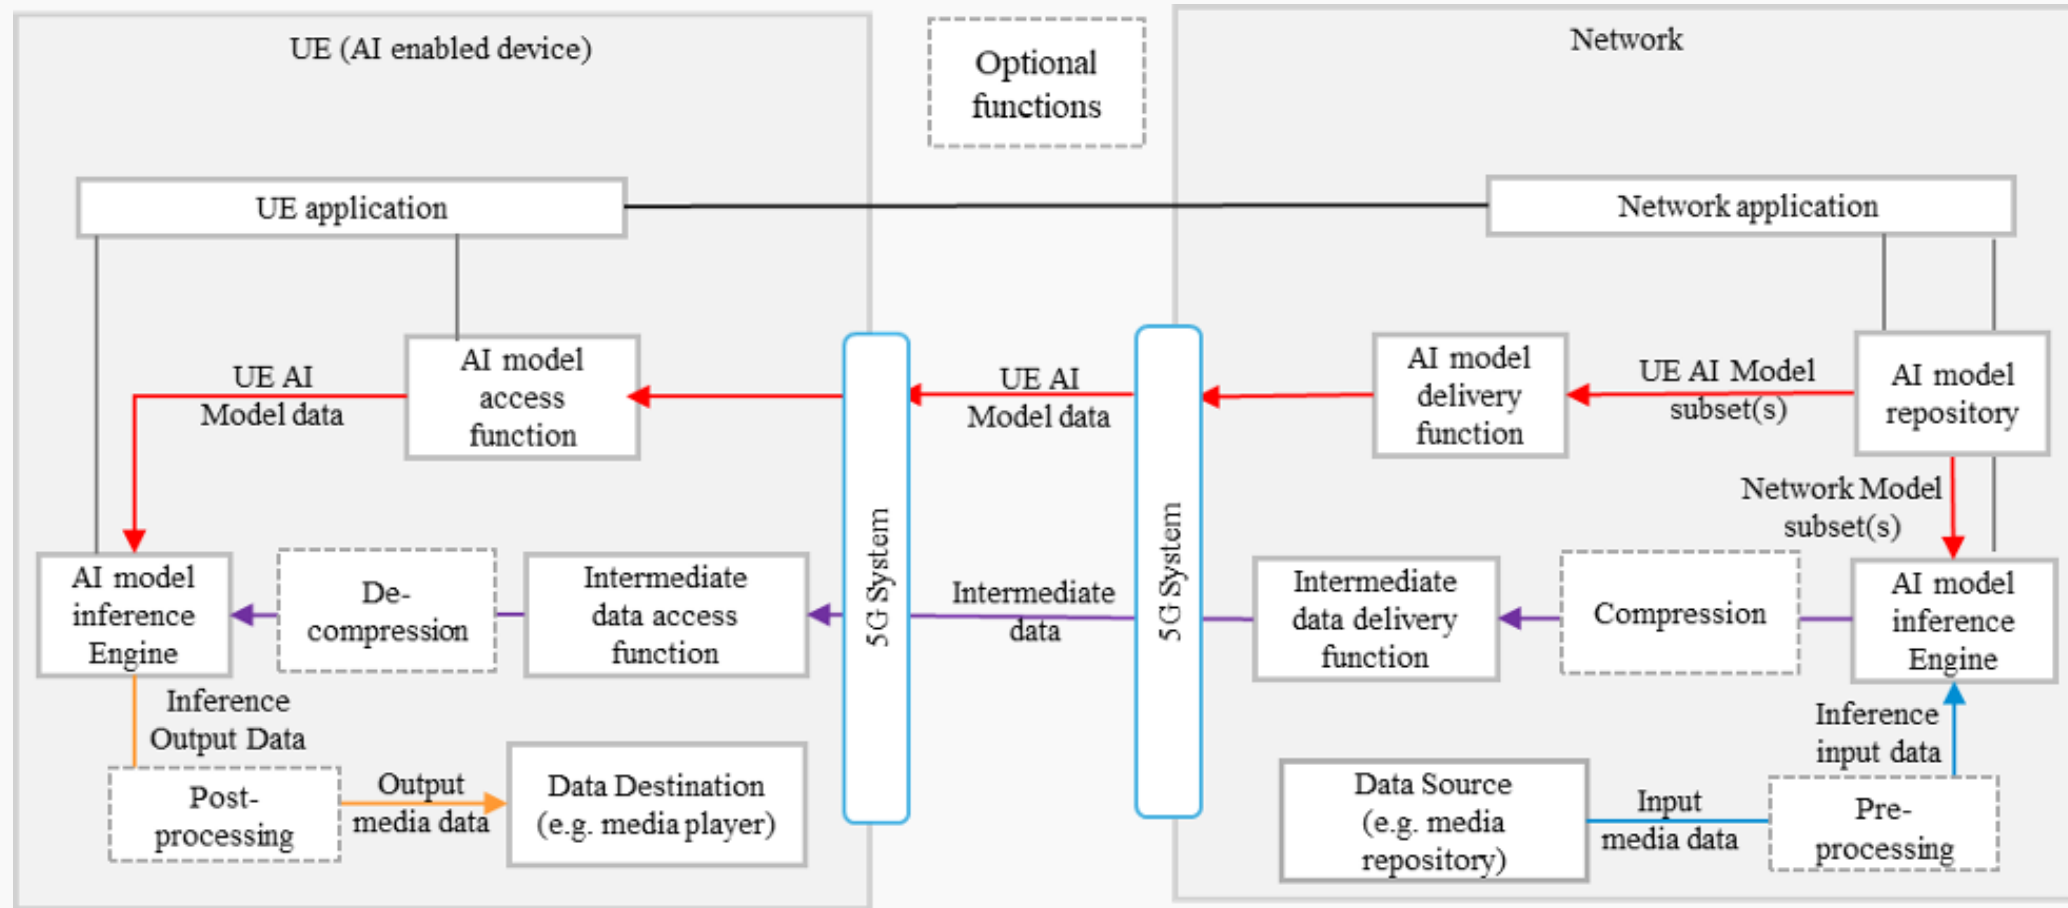 UE (AI enabled device)
Optional
functions
Network
UE application
Network application
UE AI
Model data
AI model
access
function
UE AI
Model data
AI model
delivery
function
UE AI Model
subset(s)
AI model
repository
Network Model
subset(s)
5G System
5G System
AI model
inference
Engine
De-
compression
Intermediate
data access
function
Intermediate
data
Intermediate
data delivery
function
Compression
AI model
inference
Engine
Inference
Output Data
Inference
input data
Post-
processing
Output
media data
Data Destination
(e.g. media player)
Data Source
(e.g. media
repository)
Input
media data
Pre-
processing